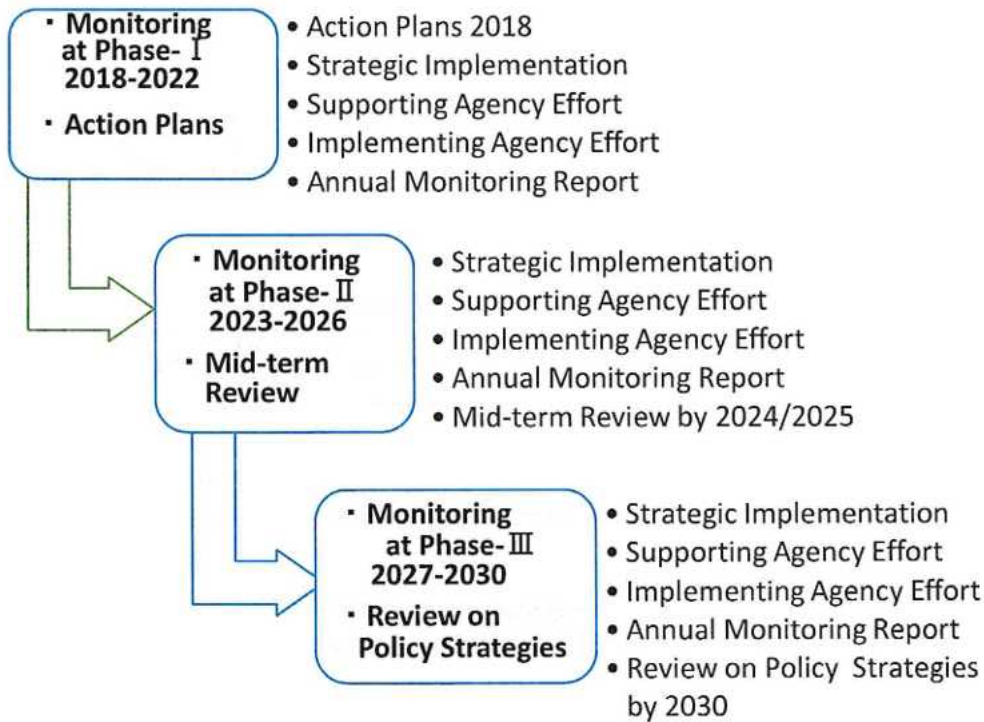 · Monitoring
at Phase- Ⅰ
2018-2022
· Action Plans
• Action Plans 2018
• Strategic Implementation
• Supporting Agency Effort
• Implementing Agency Effort
• Annual Monitoring Report
· Monitoring
at Phase- Ⅱ
2023-2026
· Mid-term
Review
• Strategic Implementation
• Supporting Agency Effort
• Implementing Agency Effort
• Annual Monitoring Report
• Mid-term Review by 2024/2025
· Monitoring
at Phase-Ⅲ
2027-2030
· Review on
Policy Strategies
• Strategic Implementation
• Supporting Agency Effort
• Implementing Agency Effort
• Annual Monitoring Report
• Review on Policy Strategies
by 2030